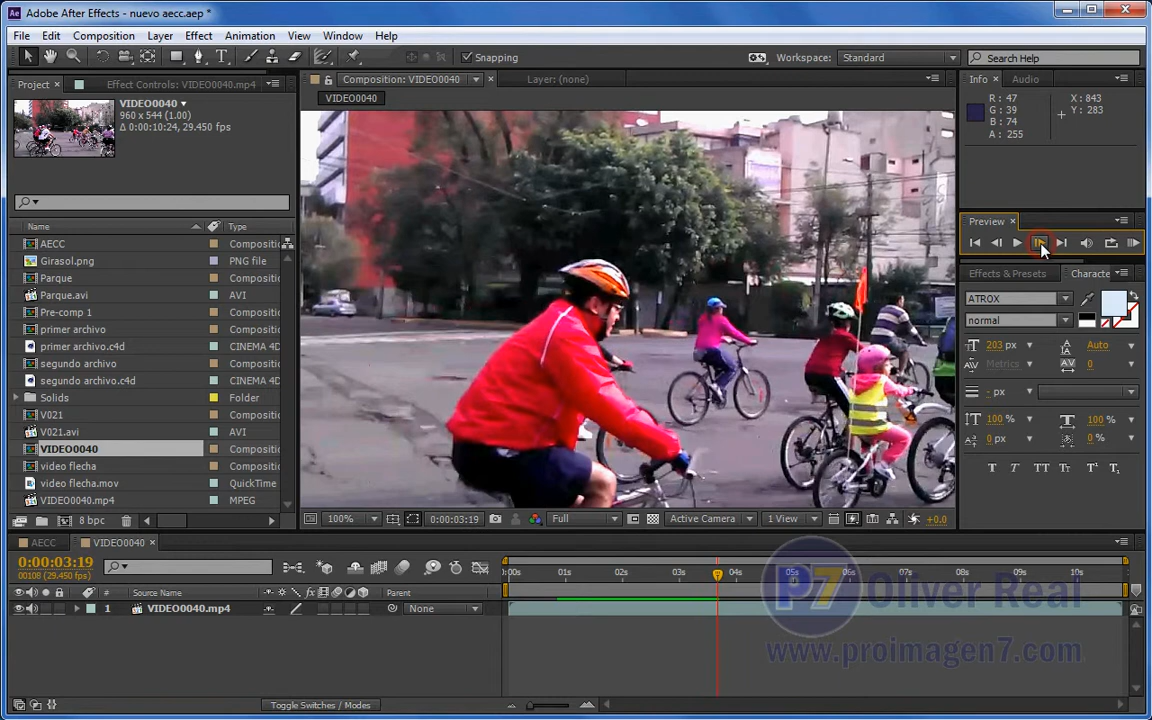 Adobe After Effects - nuevo aecc.aep *
File Edit Composition Layer Effect Animation View Window Help
Snapping
Workspace: Standard
Search Help
Project
Effect Controls: VIDEO0040.mp4
Composition: VIDEO0040
Layer: (none)
Info
Audio
VIDEO0040
960 x 544 (1.00)
Δ 0:00:10:24, 29.450 fps
VIDEO0040
R : 47
G : 39
B : 74
A : 255
X : 843
Y : 283
Preview
Effects & Presets
Characte
ATROX
normal
203 px
Auto
Metrics
0
- px
100 %
100 %
0 px
0 %
T T TT Tr T¹ T₁
Name Type
AECC Compositi
Girasol.png PNG file
Parque Compositi
Parque.avi AVI
Pre-comp 1 Compositi
primer archivo Compositi
primer archivo.c4d CINEMA 4D
segundo archivo Compositi
segundo archivo.c4d CINEMA 4D
Solids Folder
V021 Compositi
V021.avi AVI
VIDEO0040 Compositi
video flecha Compositi
video flecha.mov QuickTime
VIDEO0040.mp4 MPEG
8 bpc
100%
0:00:03:19
Full
Active Camera
1 View
+0.0
AECC
VIDEO0040
0:00:03:19
00108 (29.450 fps)
:00s 01s 02s 03s 04s 05s 06s 07s 08s 09s 10s
# Source Name
Parent
1 VIDEO0040.mp4
None
P7 Oliver Real
www.proimagen7.com
Toggle Switches / Modes